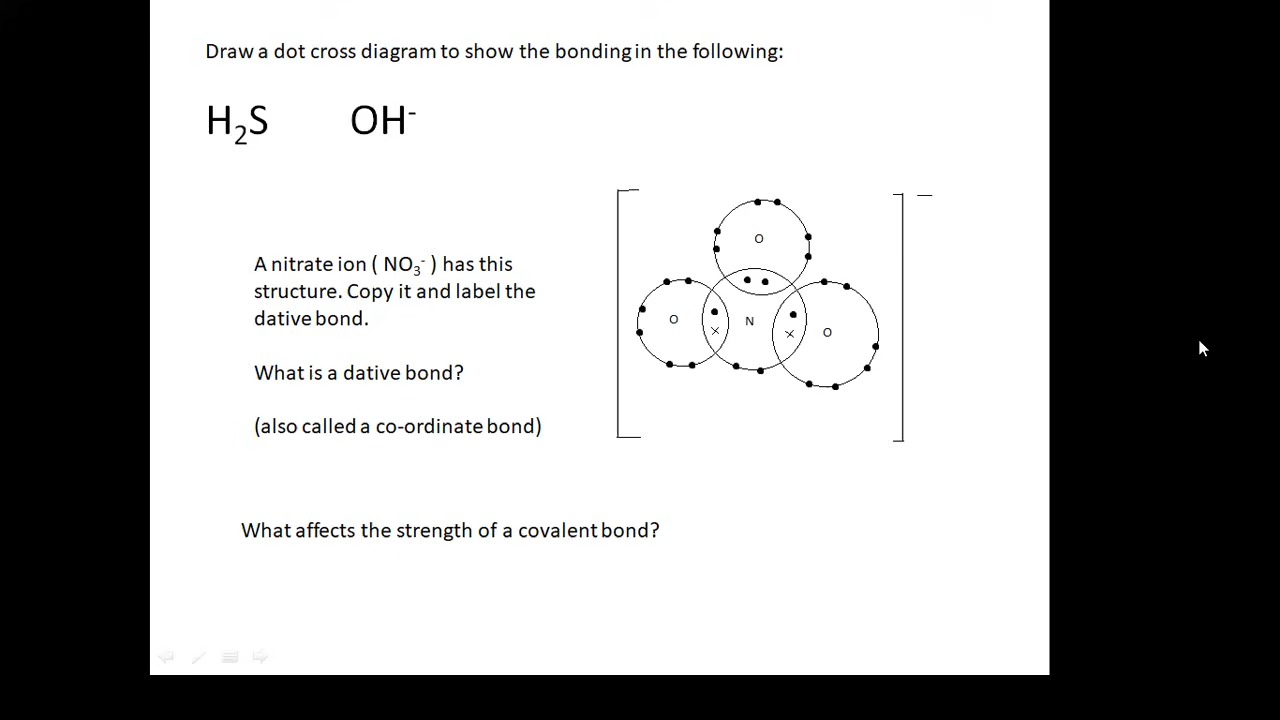 Draw a dot cross diagram to show the bonding in the following:
H₂S OH⁻
A nitrate ion ( NO₃⁻ ) has this
structure. Copy it and label the
dative bond.
What is a dative bond?
(also called a co-ordinate bond)
O
O N O
What affects the strength of a covalent bond?